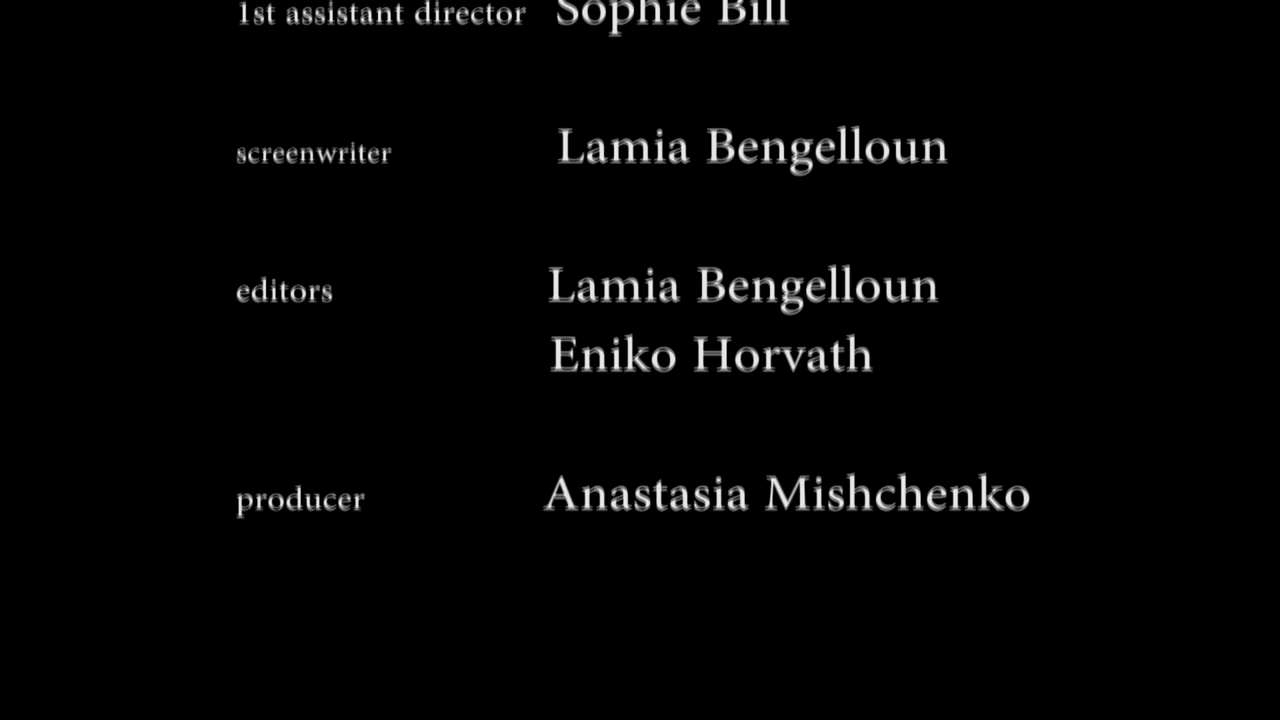 1st assistant director Sophie Bill
screenwriter Lamia Bengelloun
editors Lamia Bengelloun
Eniko Horvath
producer Anastasia Mishchenko